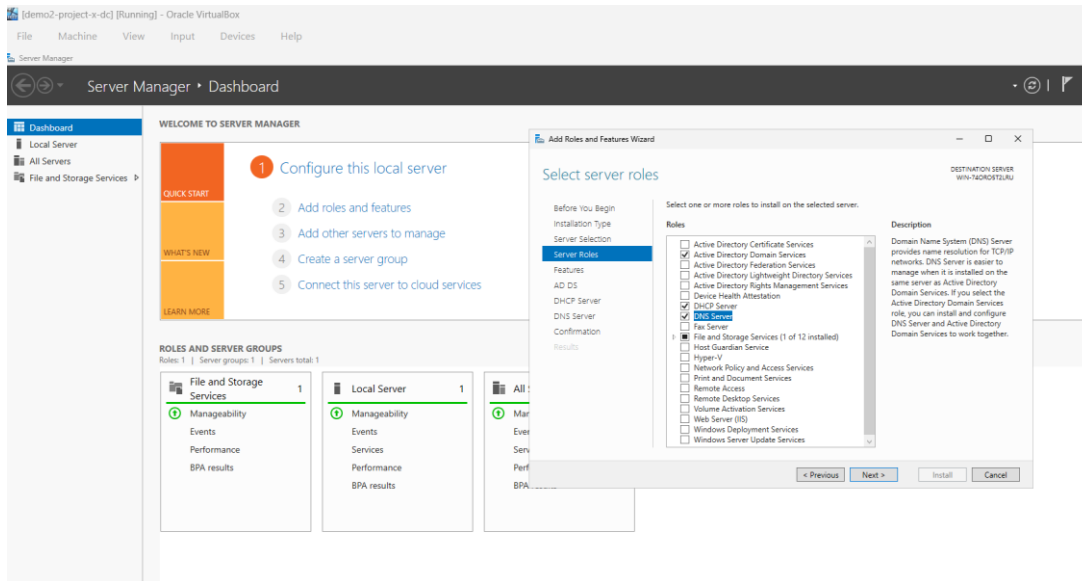 [demo2-project-x-dc] [Running] - Oracle VirtualBox
File Machine View Input Devices Help
Server Manager
Server Manager • Dashboard
Dashboard
Local Server
All Servers
File and Storage Services
WELCOME TO SERVER MANAGER
QUICK START
WHAT'S NEW
LEARN MORE
1 Configure this local server
2 Add roles and features
3 Add other servers to manage
4 Create a server group
5 Connect this server to cloud services
ROLES AND SERVER GROUPS
Roles: 1 | Server groups: 1 | Servers total: 1
File and Storage Services 1
Manageability
Events
Performance
BPA results
Local Server 1
Manageability
Events
Services
Performance
BPA results
All
Add Roles and Features Wizard
Select server roles
DESTINATION SERVER
Before You Begin
Installation Type
Server Selection
Server Roles
Features
AD DS
DHCP Server
DNS Server
Confirmation
Results
Select one or more roles to install on the selected server.
Roles
Active Directory Certificate Services
Active Directory Domain Services
Active Directory Federation Services
Active Directory Lightweight Directory Services
Active Directory Rights Management Services
Device Health Attestation
DHCP Server
DNS Server
Fax Server
File and Storage Services (1 of 12 installed)
Host Guardian Service
Hyper-V
Network Policy and Access Services
Print and Document Services
Remote Access
Remote Desktop Services
Volume Activation Services
Web Server (IIS)
Windows Deployment Services
Windows Server Update Services
Description
Domain Name System (DNS) Server
provides name resolution for TCP/IP
networks. DNS Server is easier to
manage when it is installed on the
same server as Active Directory
Domain Services. If you select the
Active Directory Domain Services
role, you can install and configure
DNS Server and Active Directory
Domain Services to work together.
< Previous Next > Install Cancel